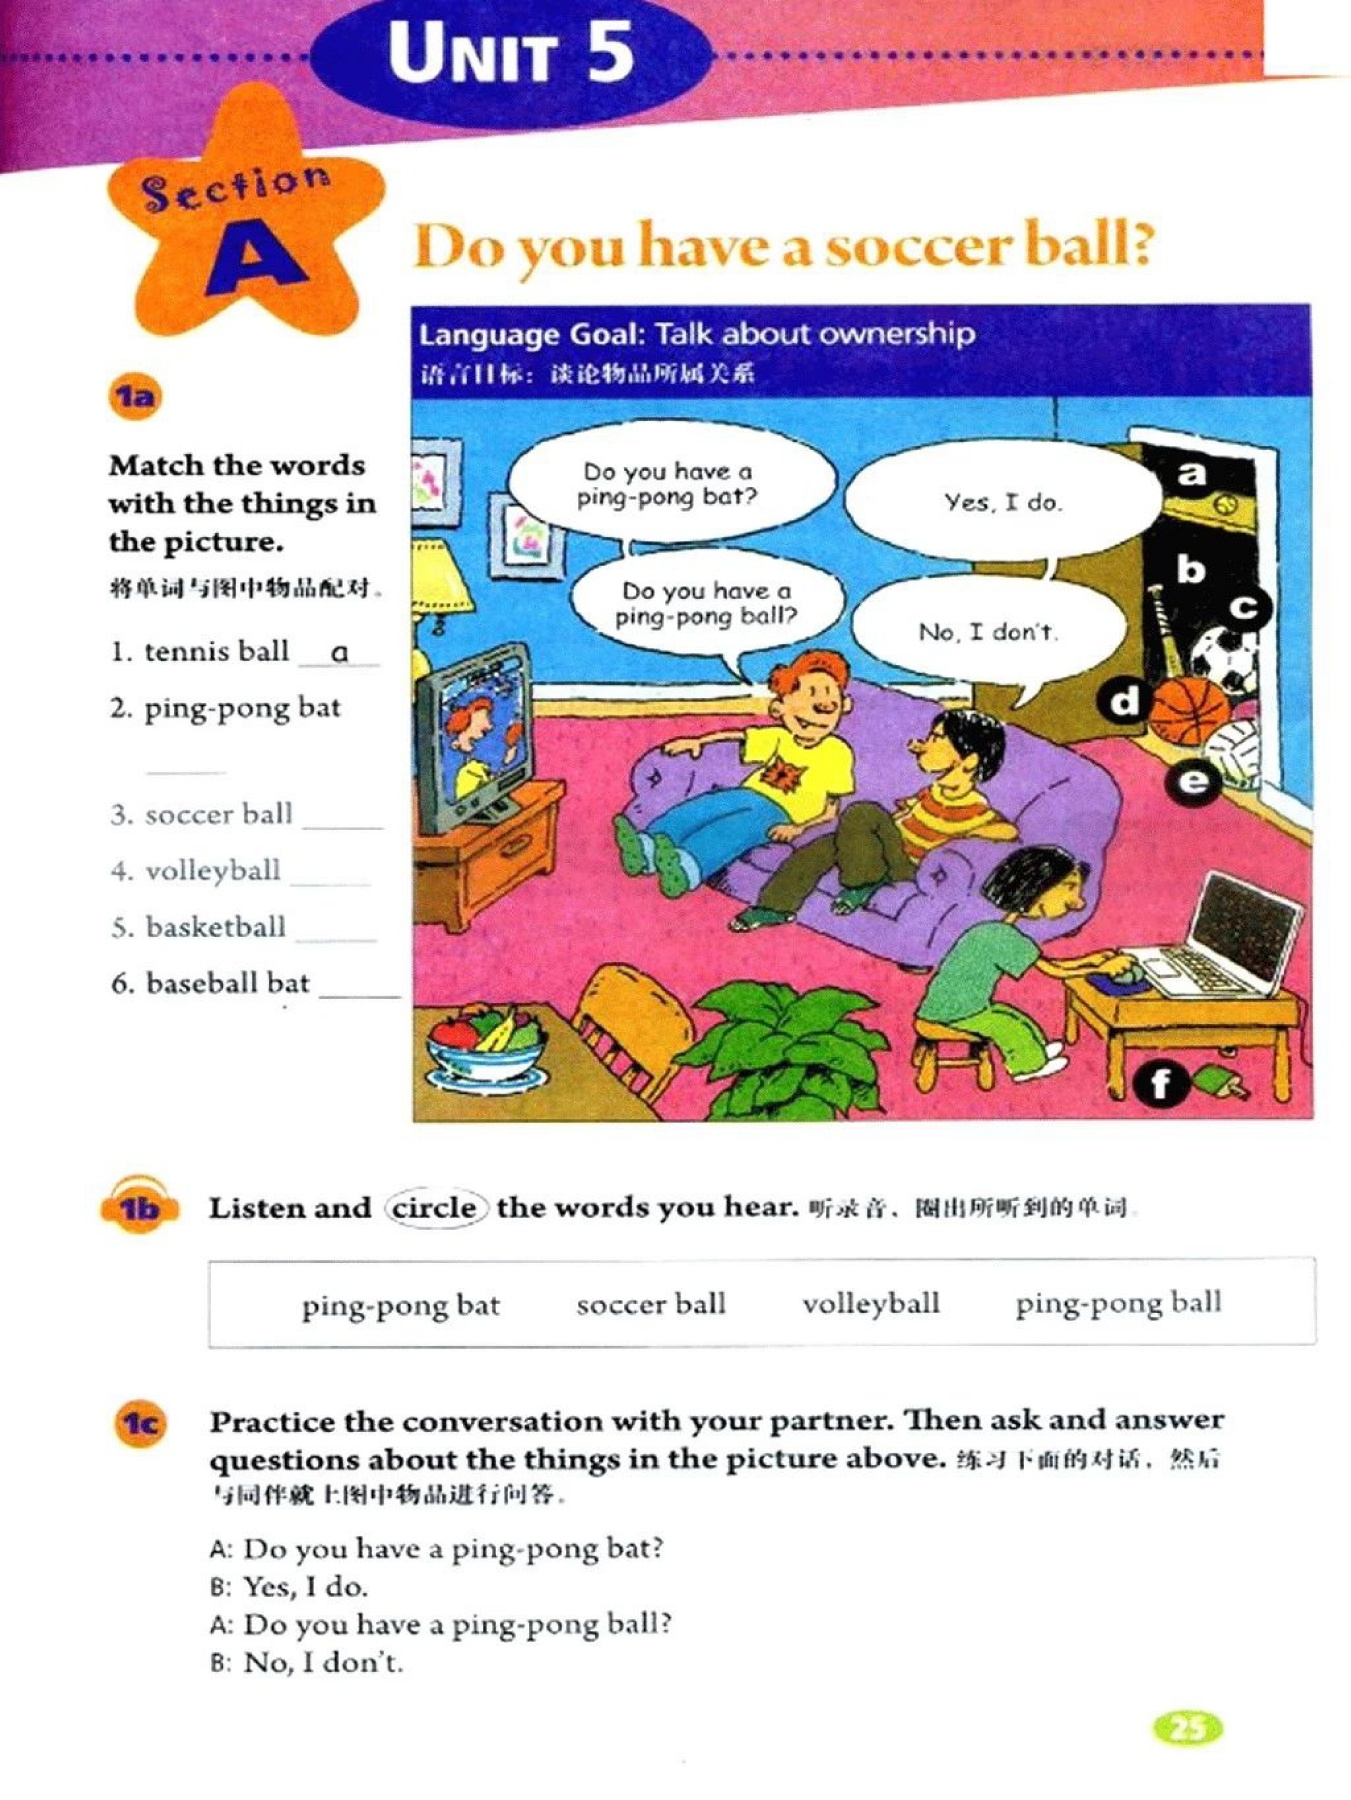 UNIT 5
Section
A
Do you have a soccer ball?
Language Goal: Talk about ownership
语言目标：谈论物品所属关系
1a
Match the words
with the things in
the picture.
将单词与图中物品配对。
1. tennis ball a
2. ping-pong bat
3. soccer ball
4. volleyball
5. basketball
6. baseball bat
Do you have a
ping-pong bat?
Yes, I do.
Do you have a
ping-pong ball?
No, I don't.
a
b
c
d
e
f
1b
Listen and circle the words you hear. 听录音，圈出所听到的单词。
ping-pong bat soccer ball volleyball ping-pong ball
1c
Practice the conversation with your partner. Then ask and answer
questions about the things in the picture above. 练习下面的对话，然后
与同伴就上图中物品进行问答。
A: Do you have a ping-pong bat?
B: Yes, I do.
A: Do you have a ping-pong ball?
B: No, I don't.
25